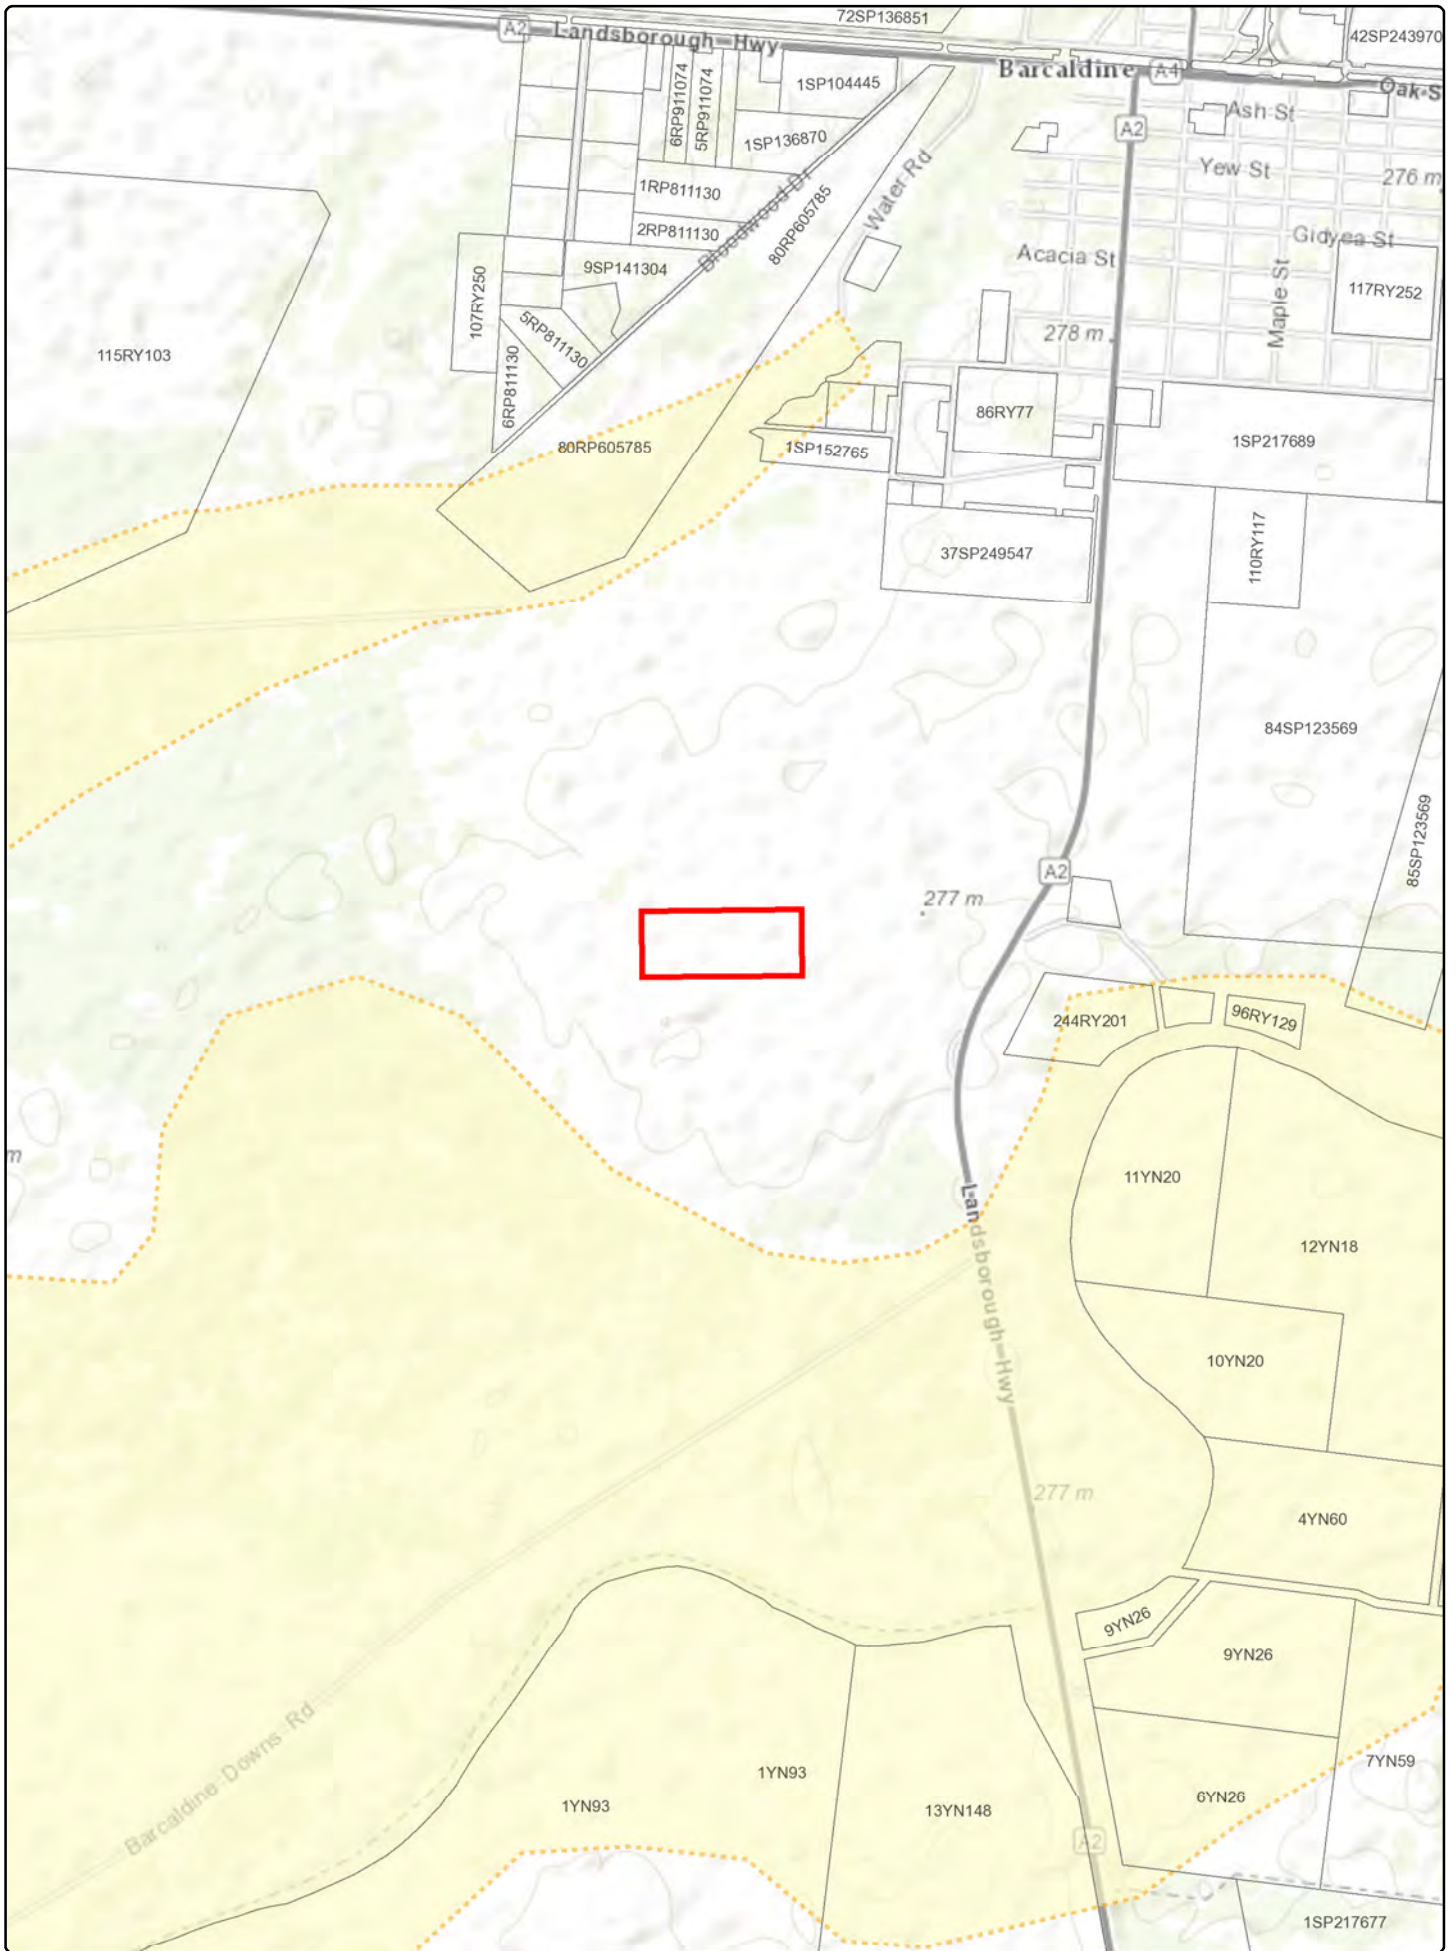 72SP136851
A2
Landsborough Hwy
42SP243970
Barcaldine
A4
1SP104445
Oak S
6RP911074
5RP911074
Ash St
A2
1SP136870
Yew St
276 m
1RP811130
Bloodwood Dr
80RP605785
Water Rd
2RP811130
Gidyea St
Acacia St
9SP141304
107RY250
Maple St
117RY252
5RP811130
278 m
115RY103
6RP811130
86RY77
80RP605785
1SP152765
1SP217689
110RY117
37SP249547
84SP123569
85SP123569
A2
277 m
244RY201
96RY129
m
11YN20
Landsborough Hwy
12YN18
10YN20
277 m
4YN60
9YN26
9YN26
Barcaldine Downs Rd
1YN93
7YN59
1YN93
13YN148
6YN26
A2
1SP217677